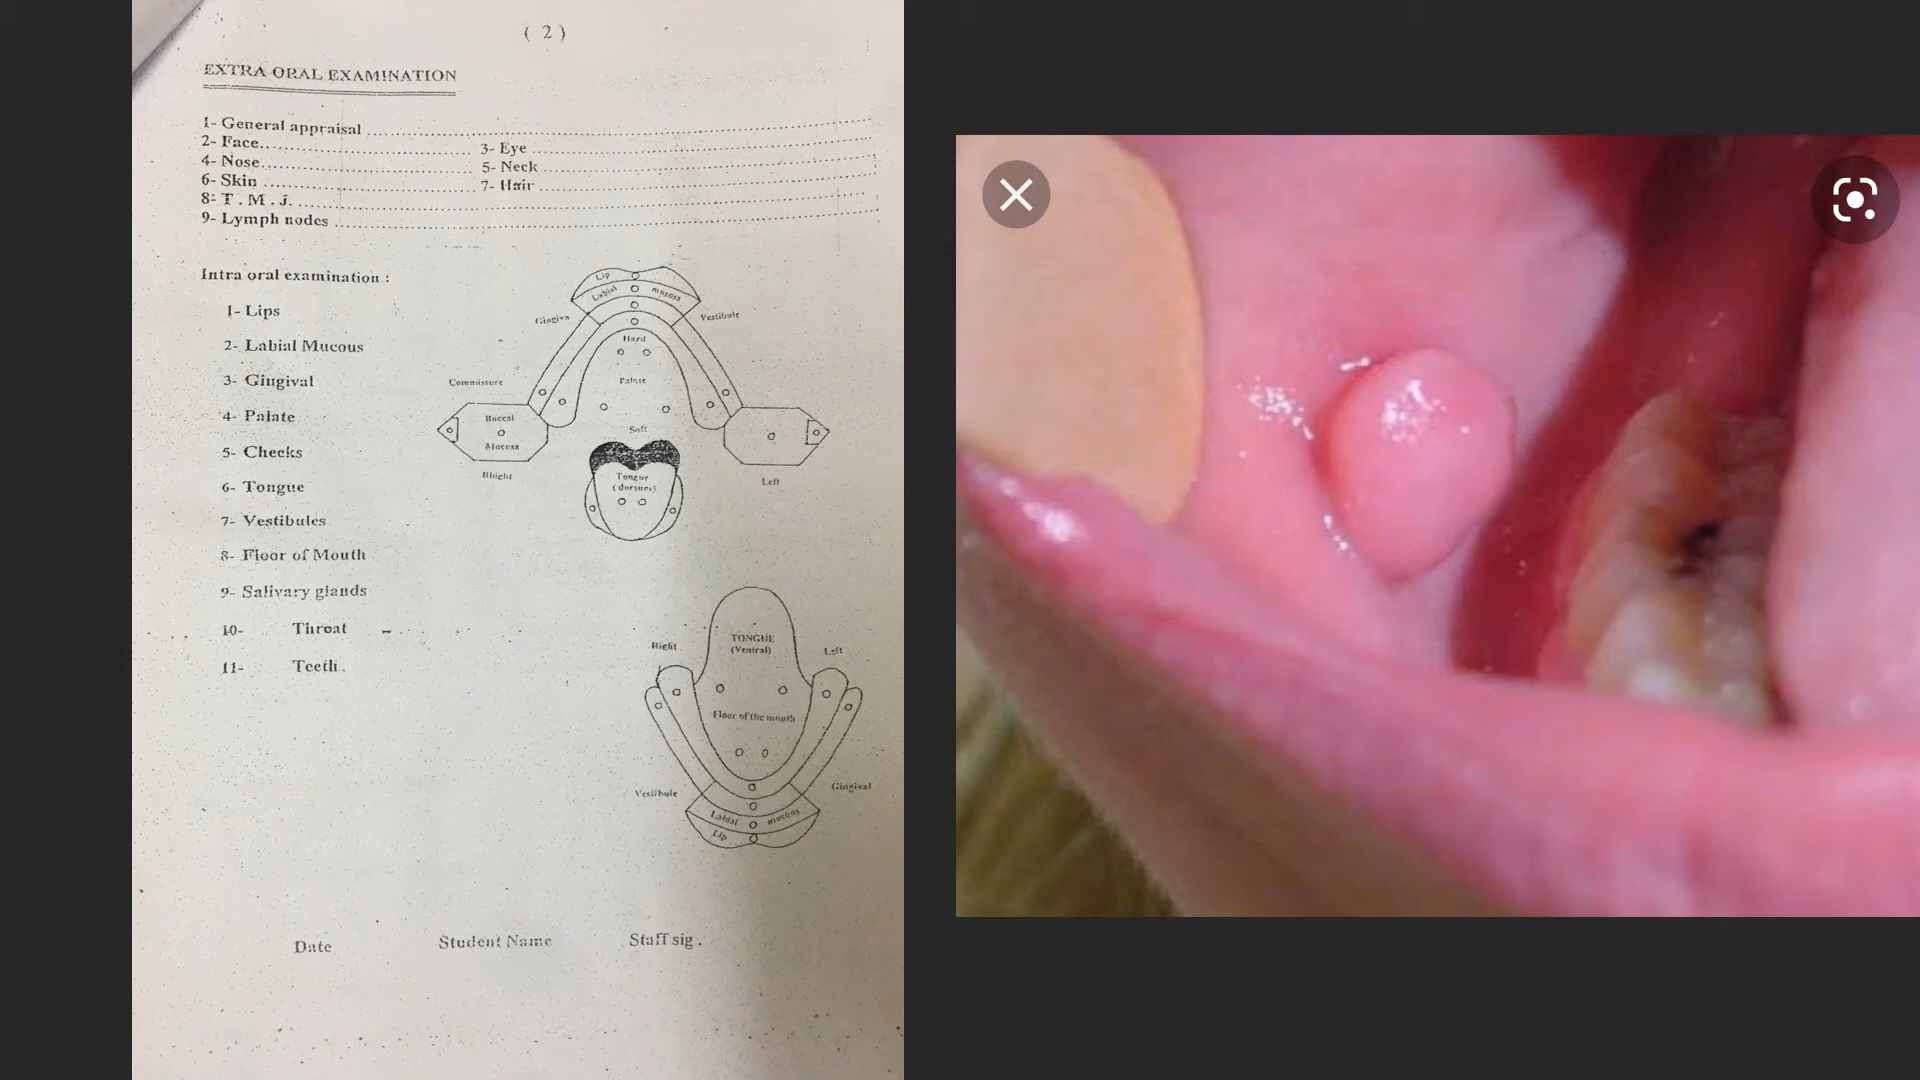 ( 2 )
EXTRA ORAL EXAMINATION
1- General appraisal
2- Face
3- Eye
4- Nose
5- Neck
6- Skin
7- Hair
8- T . M . J.
9- Lymph nodes
Intra oral examination :
1- Lips
2- Labial Mucous
3- Gingival
4- Palate
5- Cheeks
6- Tongue
7- Vestibules
8- Floor of Mouth
9- Salivary glands
10- Throat
11- Teeth .
Lip
Labial mucosa
Gingiva
Vestibule
Hard
Palate
Commissure
Buccal
Mucosa
Soft
Rhight
Left
Tongue
(dorsum)
Right
TONGUE
(Ventral)
Left
Floor of the mouth
Vestibule
Gingival
Labial mucous
Lip
Date
Student Name
Staff sig .